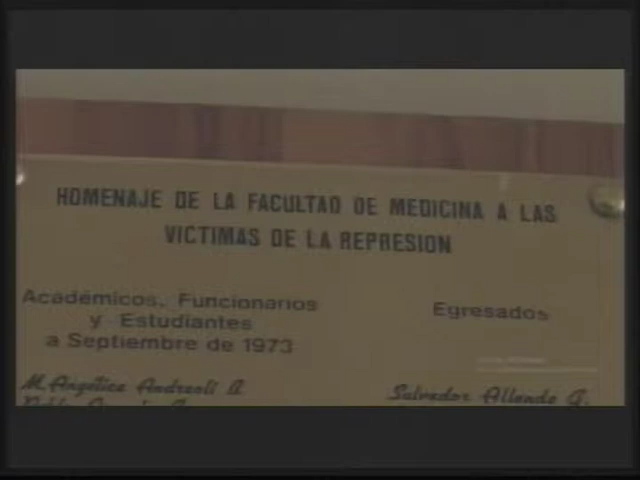 HOMENAJE DE LA FACULTAD DE MEDICINA A LAS
VICTIMAS DE LA REPRESION
Académicos, Funcionarios
y Estudiantes
a Septiembre de 1973
M. Angélica Andreoli A.
Egresados
Salvador Allende G.